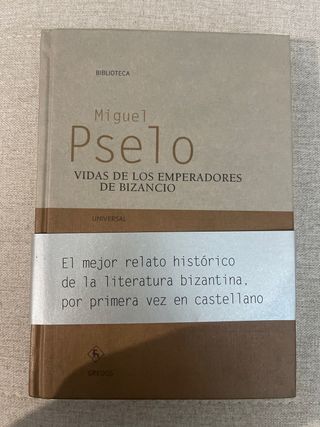 BIBLIOTECA
Miguel
Pselo
VIDAS DE LOS EMPERADORES
DE BIZANCIO
UNIVERSAL
El mejor relato histórico
de la literatura bizantina,
por primera vez en castellano
GREDOS